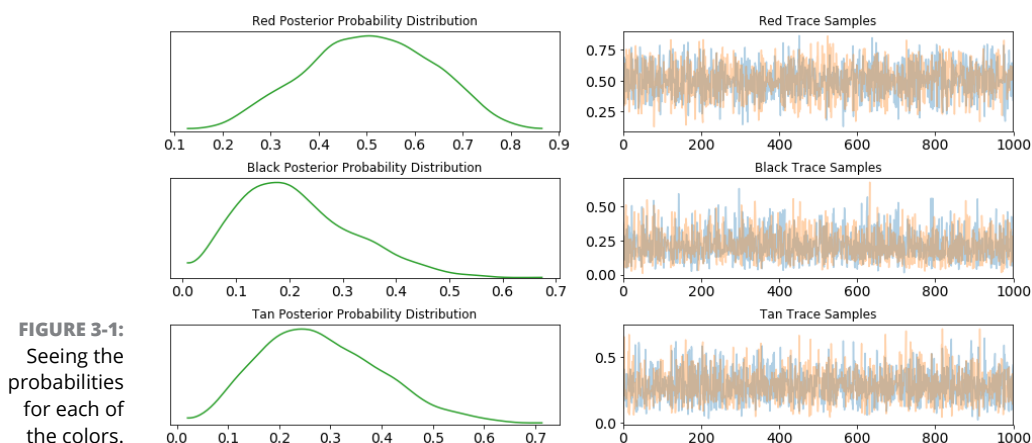 Red Posterior Probability Distribution
0.1 0.2 0.3 0.4 0.5 0.6 0.7 0.8 0.9
Red Trace Samples
0.75
0.50
0.25
0 200 400 600 800 1000
Black Posterior Probability Distribution
0.0 0.1 0.2 0.3 0.4 0.5 0.6 0.7
Black Trace Samples
0.50
0.25
0.00
0 200 400 600 800 1000
Tan Posterior Probability Distribution
0.0 0.1 0.2 0.3 0.4 0.5 0.6 0.7
Tan Trace Samples
0.5
0.0
0 200 400 600 800 1000
FIGURE 3-1:
Seeing the
probabilities
for each of
the colors.